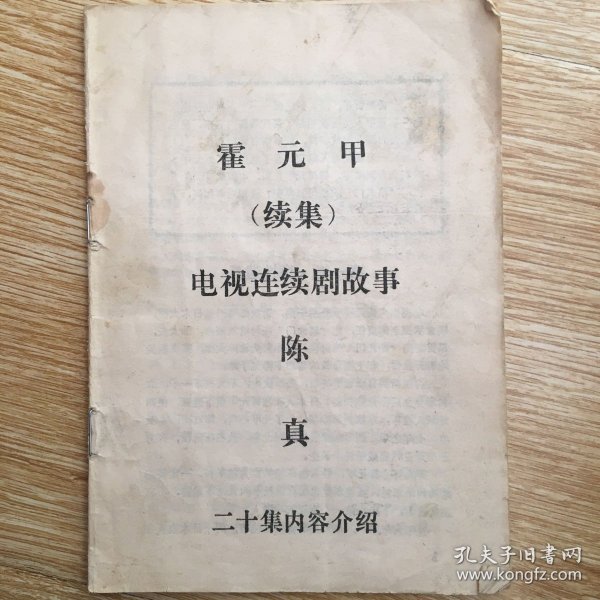 霍元甲
（续集）
电视连续剧故事
陈
真
二十集内容介绍
孔夫子旧书网
www.kongfz.com